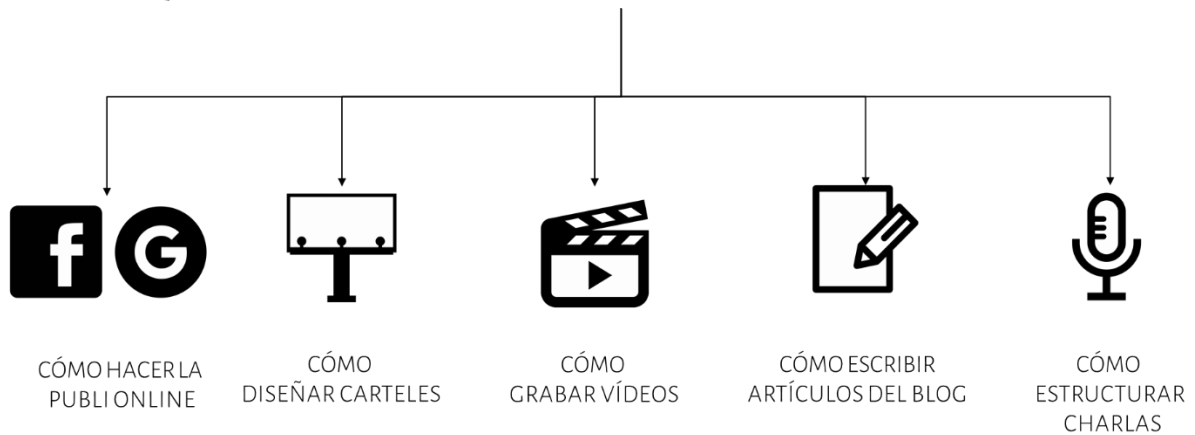 f G
CÓMO HACER LA
PUBLI ONLINE
CÓMO
DISEÑAR CARTELES
CÓMO
GRABAR VÍDEOS
CÓMO ESCRIBIR
ARTÍCULOS DEL BLOG
CÓMO
ESTRUCTURAR
CHARLAS